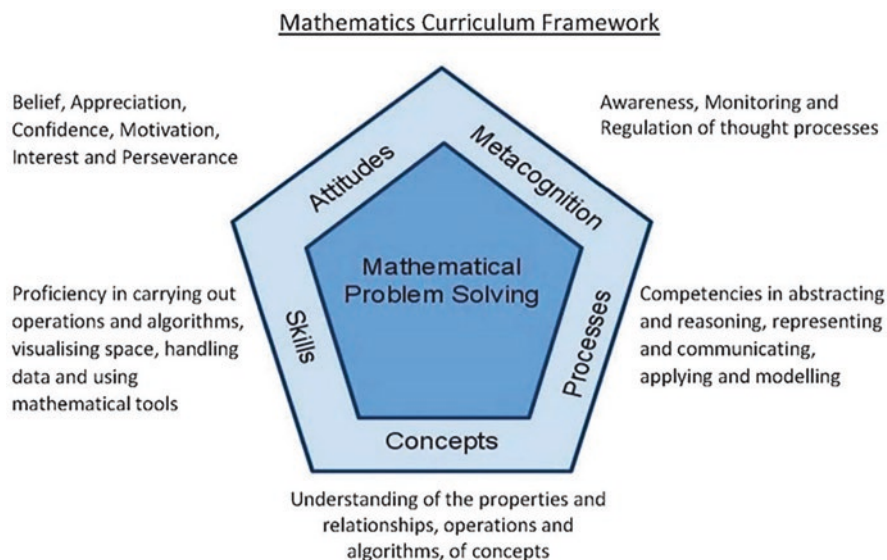 Mathematics Curriculum Framework
Belief, Appreciation,
Confidence, Motivation,
Interest and Perseverance
Awareness, Monitoring and
Regulation of thought processes
Attitudes
Metacognition
Mathematical
Problem Solving
Proficiency in carrying out
operations and algorithms,
visualising space, handling
data and using
mathematical tools
Skills
Processes
Competencies in abstracting
and reasoning, representing
and communicating,
applying and modelling
Concepts
Understanding of the properties and
relationships, operations and
algorithms, of concepts